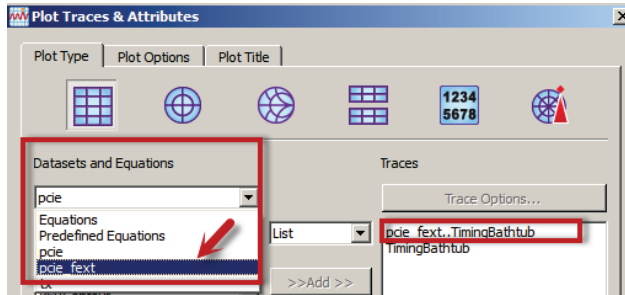 Plot Traces & Attributes
Plot Type Plot Options Plot Title
1234
5678
Datasets and Equations
Traces
pcie
Trace Options...
Equations
Predefined Equations
pcie
pcie_fext
List
pcie_fext..TimingBathtub
TimingBathtub
>>Add >>